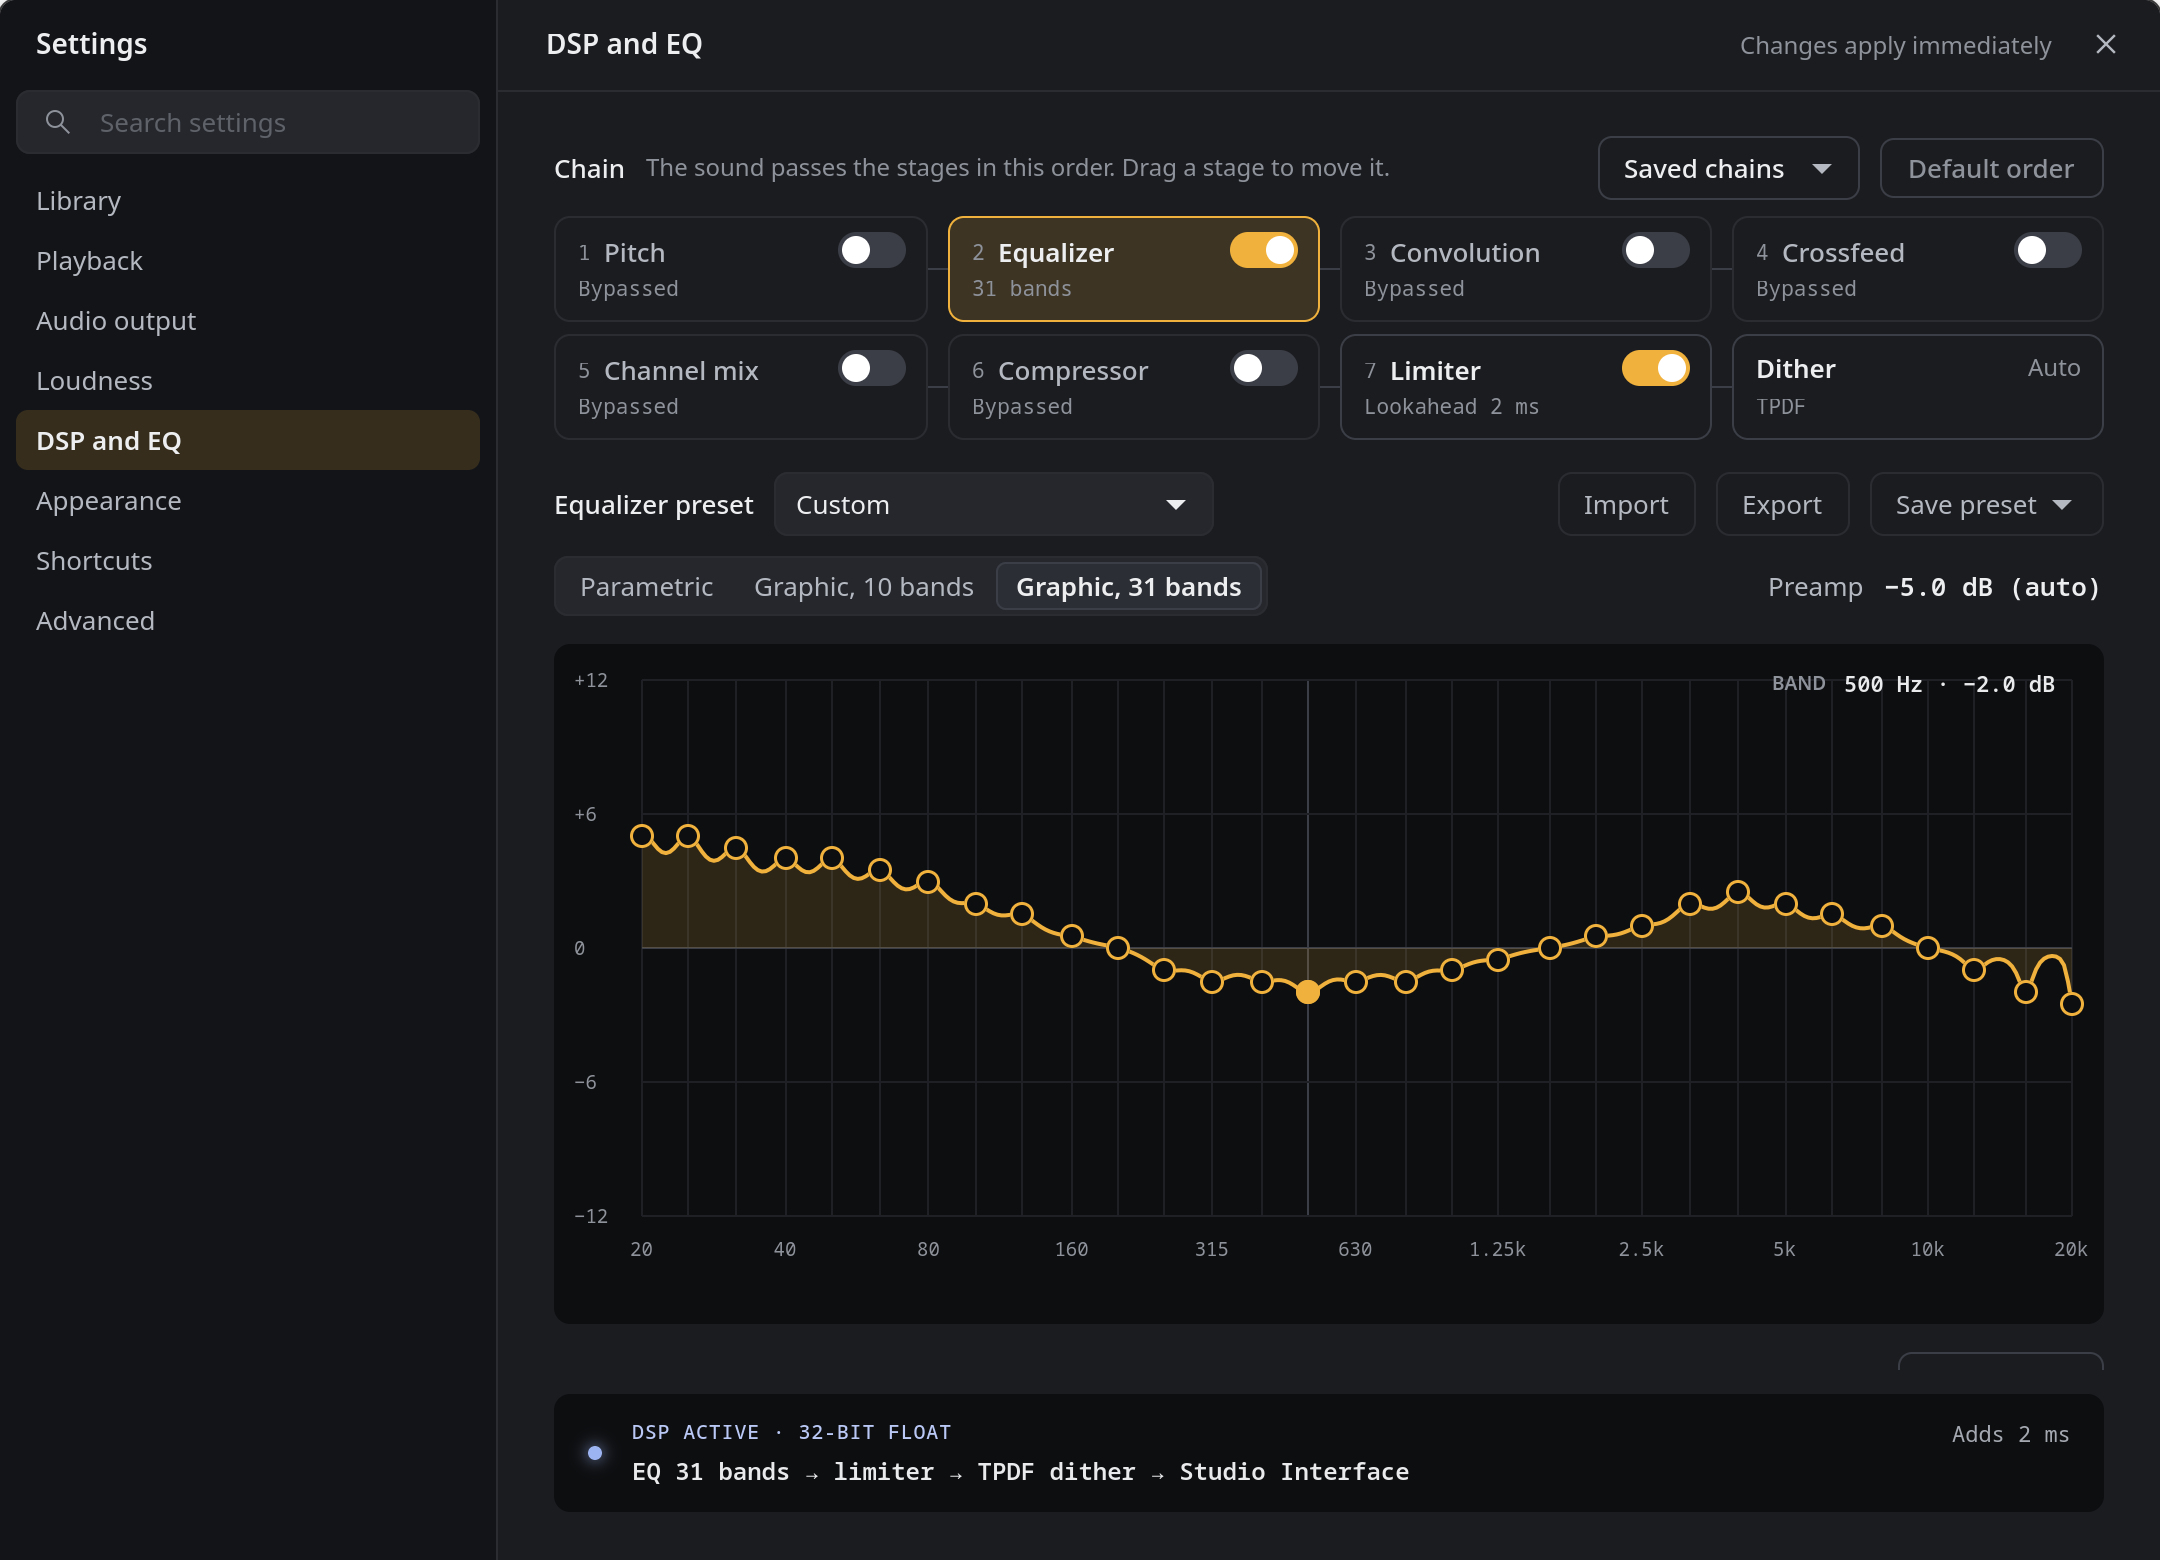 Settings
Search settings
Library
Playback
Audio output
Loudness
DSP and EQ
Appearance
Shortcuts
Advanced
DSP and EQ
Changes apply immediately
Chain The sound passes the stages in this order. Drag a stage to move it.
Saved chains
Default order
1 Pitch
Bypassed
2 Equalizer
31 bands
3 Convolution
Bypassed
4 Crossfeed
Bypassed
5 Channel mix
Bypassed
6 Compressor
Bypassed
7 Limiter
Lookahead 2 ms
Dither Auto
TPDF
Equalizer preset Custom
Import
Export
Save preset
Parametric
Graphic, 10 bands
Graphic, 31 bands
Preamp −5.0 dB (auto)
BAND 500 Hz · −2.0 dB
+12
+6
0
−6
−12
20 40 80 160 315 630 1.25k 2.5k 5k 10k 20k
DSP ACTIVE · 32-BIT FLOAT
Adds 2 ms
EQ 31 bands → limiter → TPDF dither → Studio Interface